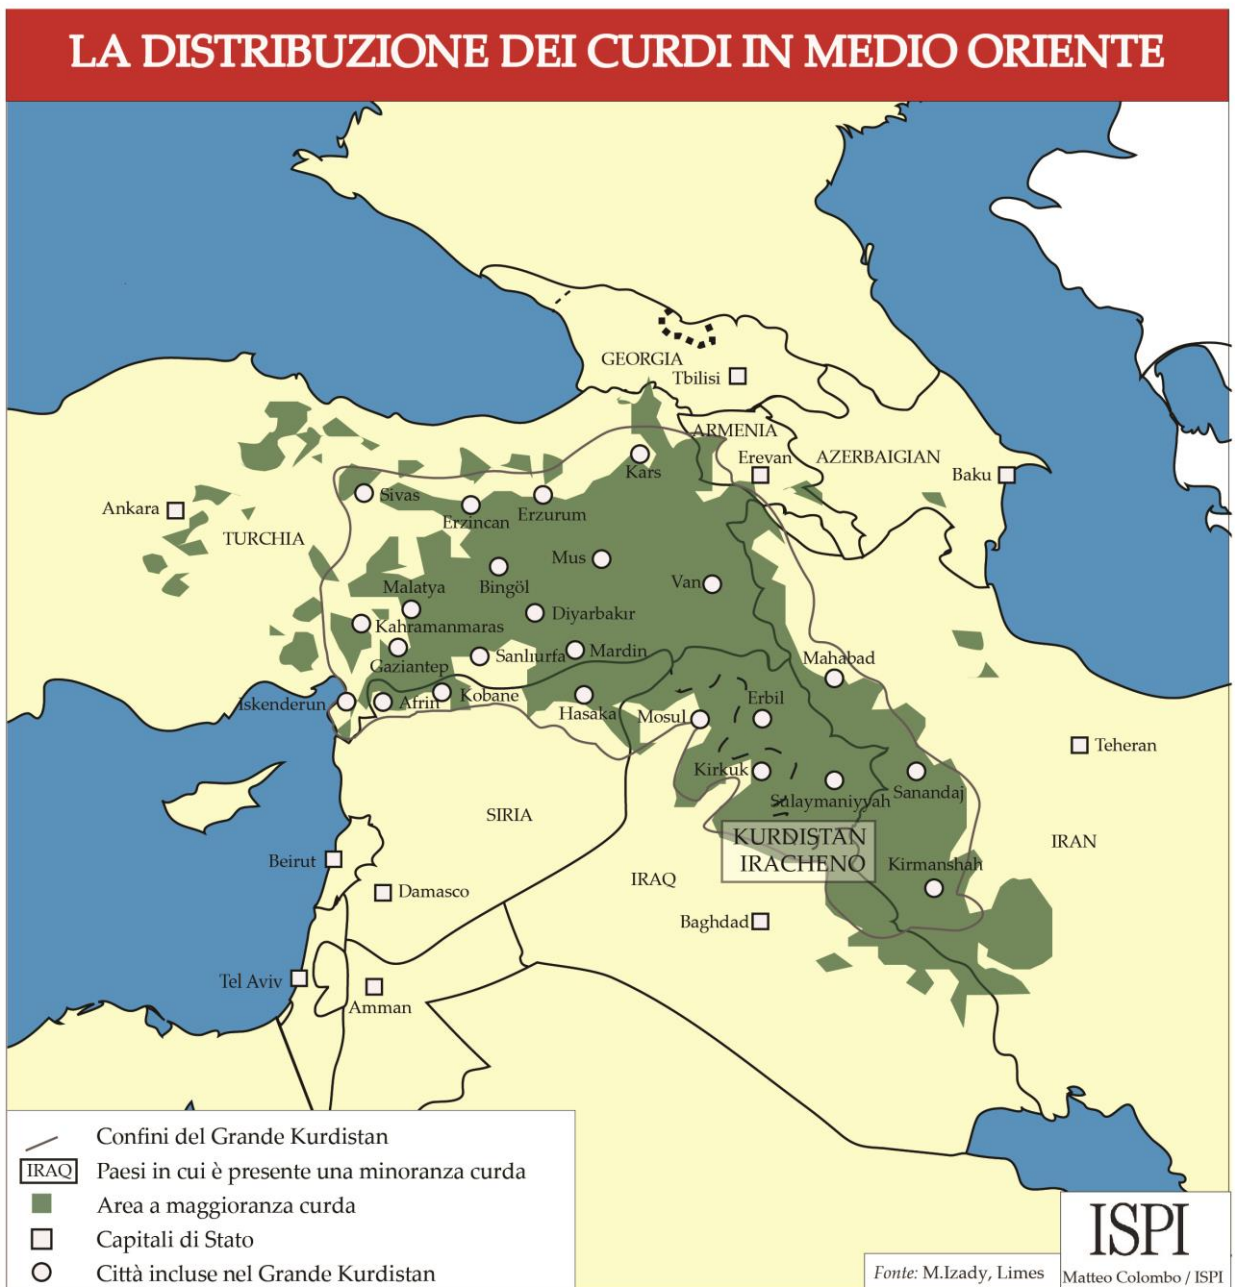 LA DISTRIBUZIONE DEI CURDI IN MEDIO ORIENTE
GEORGIA
Tbilisi
ARMENIA
Erevan
AZERBAIGIAN
Baku
Kars
Ankara
TURCHIA
Sivas
Erzincan
Erzurum
Mus
Bingöl
Van
Malatya
Diyarbakır
Kahramanmaras
Gaziantep
Sanlıurfa
Mardin
Mahabad
Iskenderun
Afrin
Kobane
Hasaka
Mosul
Erbil
Teheran
Kirkuk
Sulaymaniyyah
Sanandaj
SIRIA
KURDISTAN
IRACHENO
IRAN
Beirut
Kirmanshah
IRAQ
Damasco
Baghdad
Tel Aviv
Amman
Confini del Grande Kurdistan
IRAQ Paesi in cui è presente una minoranza curda
Area a maggioranza curda
Capitali di Stato
Città incluse nel Grande Kurdistan
Fonte: M.Izady, Limes
ISPI
Matteo Colombo / ISPI